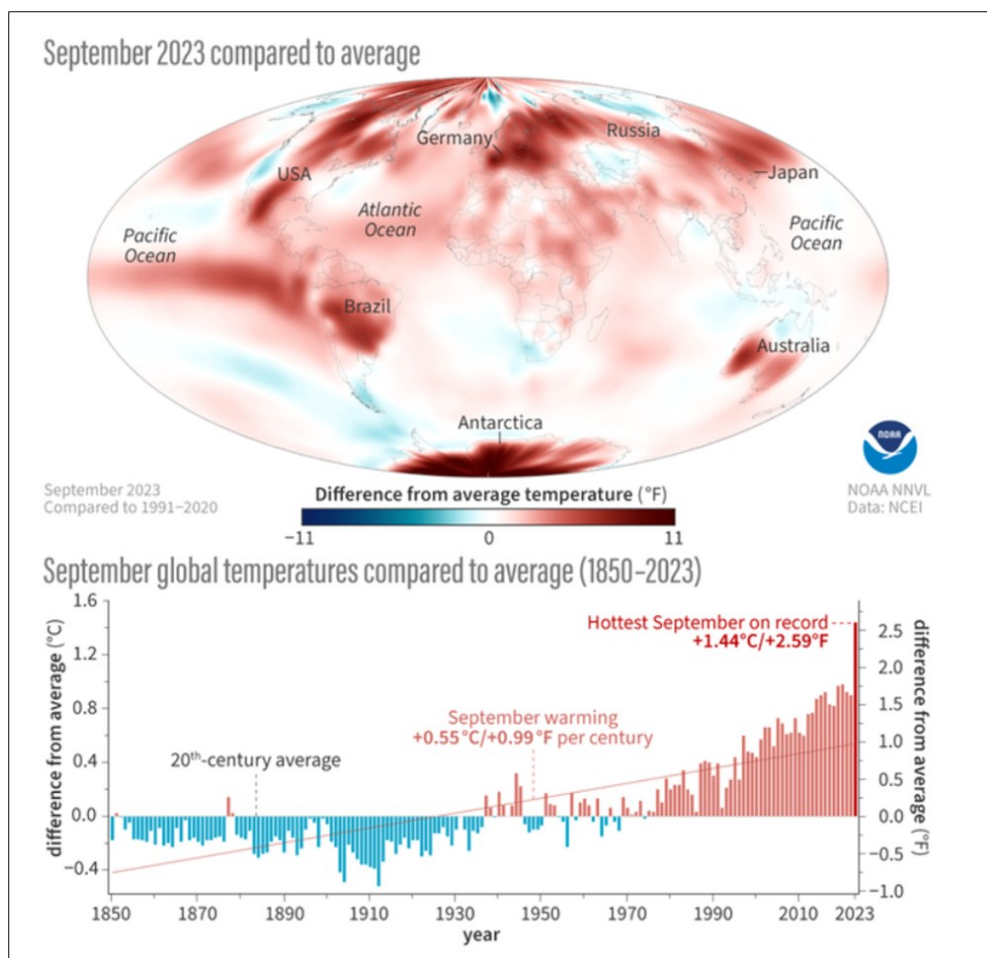 September 2023 compared to average
Germany
Russia
USA
Japan
Atlantic
Ocean
Pacific
Ocean
Pacific
Ocean
Brazil
Australia
Antarctica
NOAA
September 2023
Compared to 1991–2020
Difference from average temperature (°F)
−11
0
11
NOAA NNVL
Data: NCEI
September global temperatures compared to average (1850–2023)
difference from average (°C)
1.6
1.2
0.8
0.4
0.0
−0.4
Hottest September on record
+1.44°C/+2.59°F
September warming
+0.55°C/+0.99°F per century
20th-century average
2.5
2.0
1.5
1.0
0.5
0.0
−0.5
−1.0
difference from average (°F)
1850
1870
1890
1910
1930
1950
1970
1990
2010
2023
year